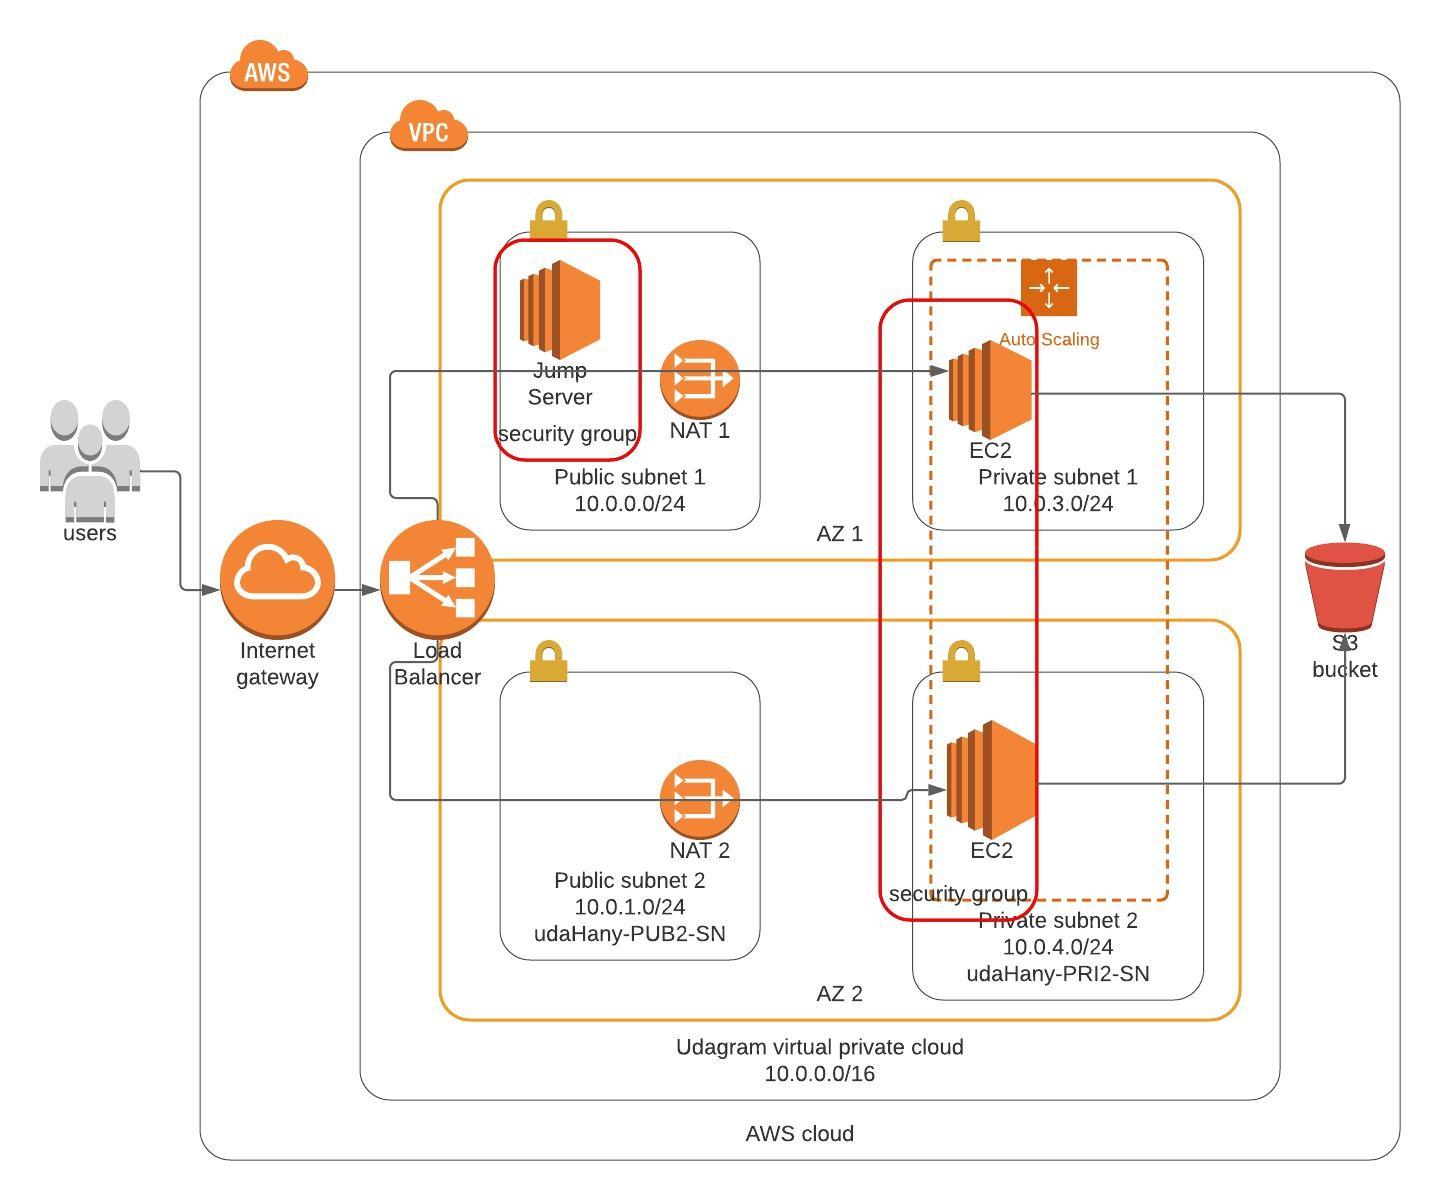 AWS
VPC
Auto Scaling
Jump
Server
security group
NAT 1
EC2
Public subnet 1
10.0.0.0/24
Private subnet 1
10.0.3.0/24
AZ 1
users
Internet
gateway
Load
Balancer
S3
bucket
NAT 2
EC2
Public subnet 2
10.0.1.0/24
udaHany-PUB2-SN
security group
Private subnet 2
10.0.4.0/24
udaHany-PRI2-SN
AZ 2
Udagram virtual private cloud
10.0.0.0/16
AWS cloud